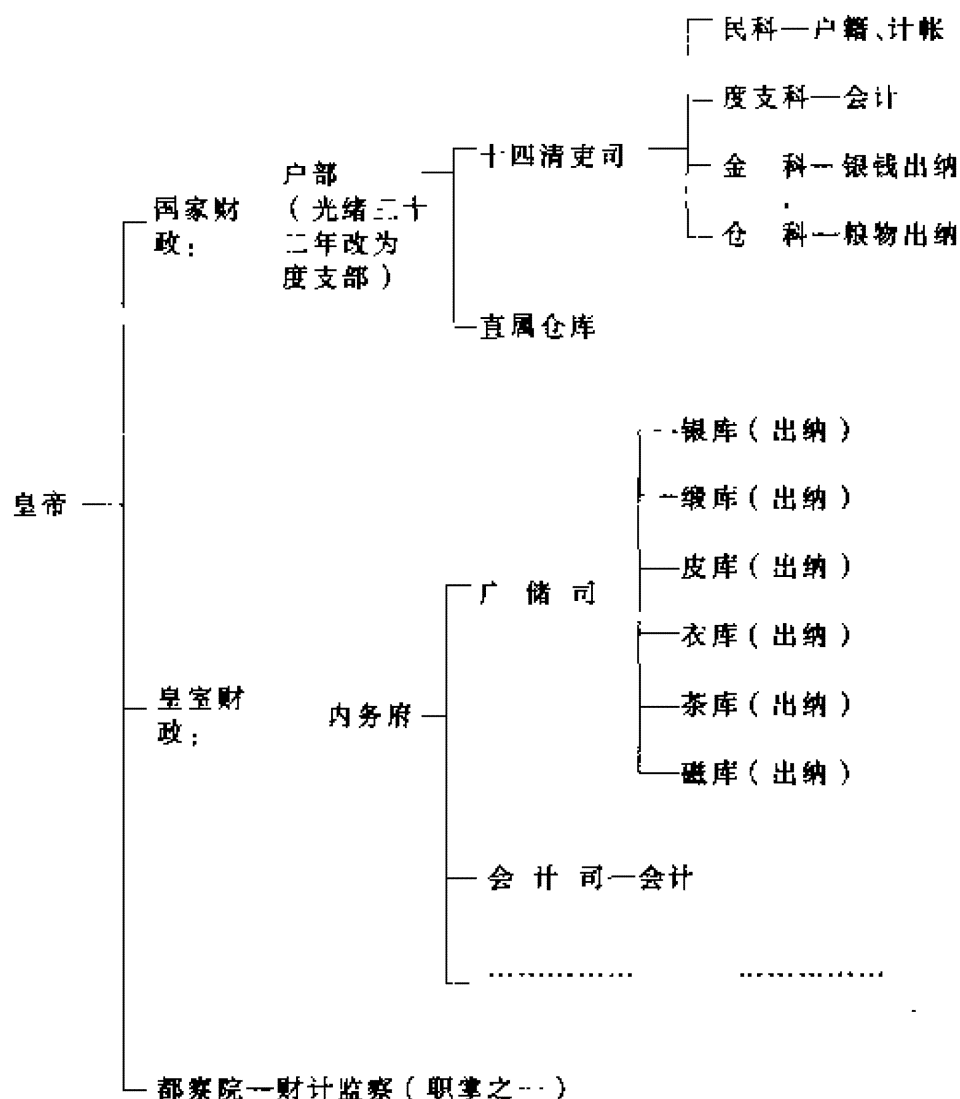 民科—户籍、计帐
度支科—会计
十四清吏司
金 科—银钱出纳
仓 科—粮物出纳
户部
(光绪三十
二年改为
度支部)
国家财
政:
直属仓库
银库(出纳)
缎库(出纳)
皇帝
皮库(出纳)
广 储 司
衣库(出纳)
皇室财
政:
内务府
茶库(出纳)
磁库(出纳)
会 计 司—会计
…………… ……………
都察院—财计监察(职掌之一)